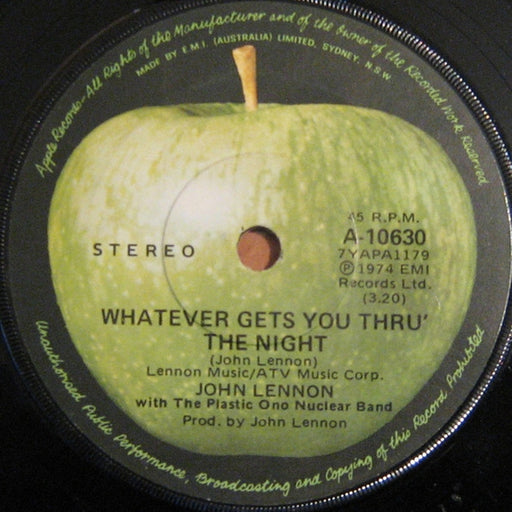 Apple Records-All Rights of the Manufacturer and of the Owner of the Recorded Work Reserved
MADE BY E.M.I. (AUSTRALIA) LIMITED, SYDNEY, N.S.W
STEREO
45 R.P.M.
A-10630
7YAPA1179
℗ 1974 EMI
Records Ltd.
(3.20)
WHATEVER GETS YOU THRU'
THE NIGHT
(John Lennon)
Lennon Music/ATV Music Corp.
JOHN LENNON
with The Plastic Ono Nuclear Band
Prod. by John Lennon
Unauthorised Public Performance, Broadcasting and Copying of this Record Prohibited